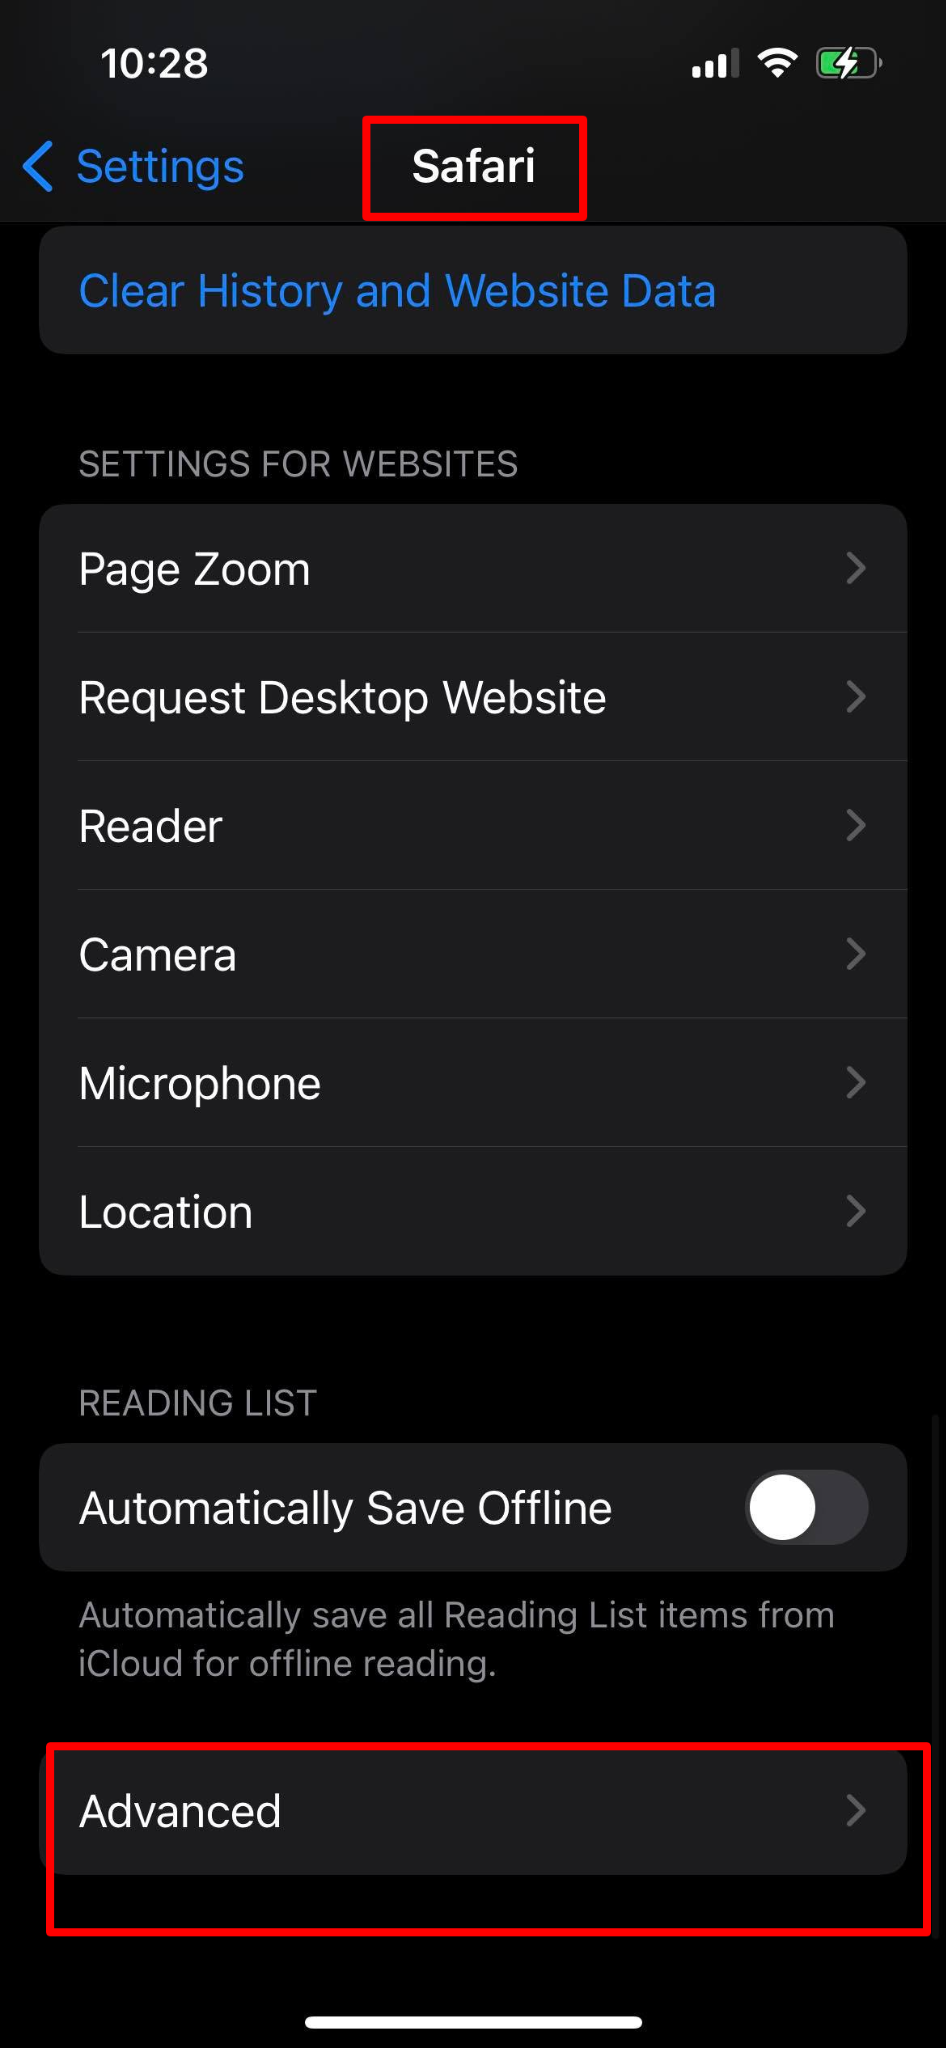 10:28
Settings
Safari
Clear History and Website Data
SETTINGS FOR WEBSITES
Page Zoom
Request Desktop Website
Reader
Camera
Microphone
Location
READING LIST
Automatically Save Offline
Automatically save all Reading List items from
iCloud for offline reading.
Advanced